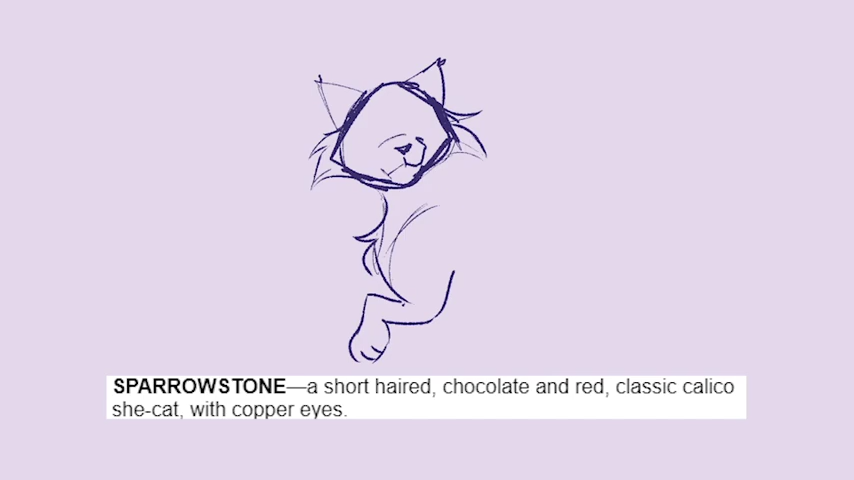 SPARROWSTONE—a short haired, chocolate and red, classic calico
she-cat, with copper eyes.